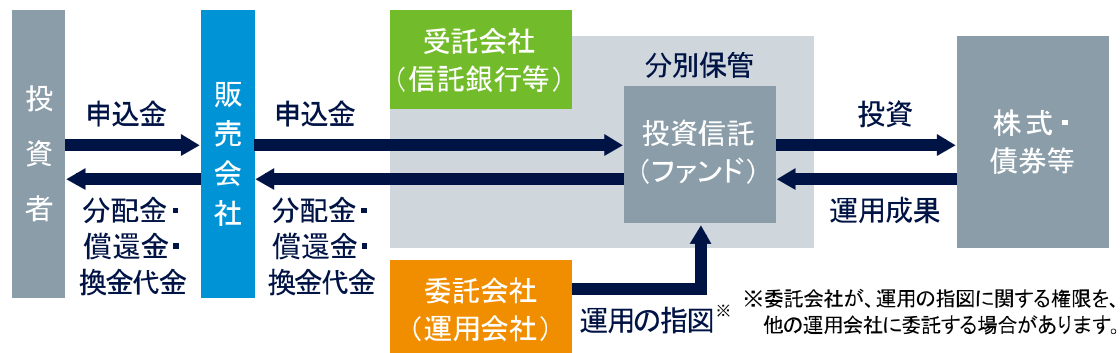 投資者
申込金
分配金・
償還金・
換金代金
販売会社
申込金
分配金・
償還金・
換金代金
受託会社
（信託銀行等）
分別保管
投資信託
（ファンド）
委託会社
（運用会社）
運用の指図※
投資
運用成果
株式・
債券等
※委託会社が、運用の指図に関する権限を、
他の運用会社に委託する場合があります。